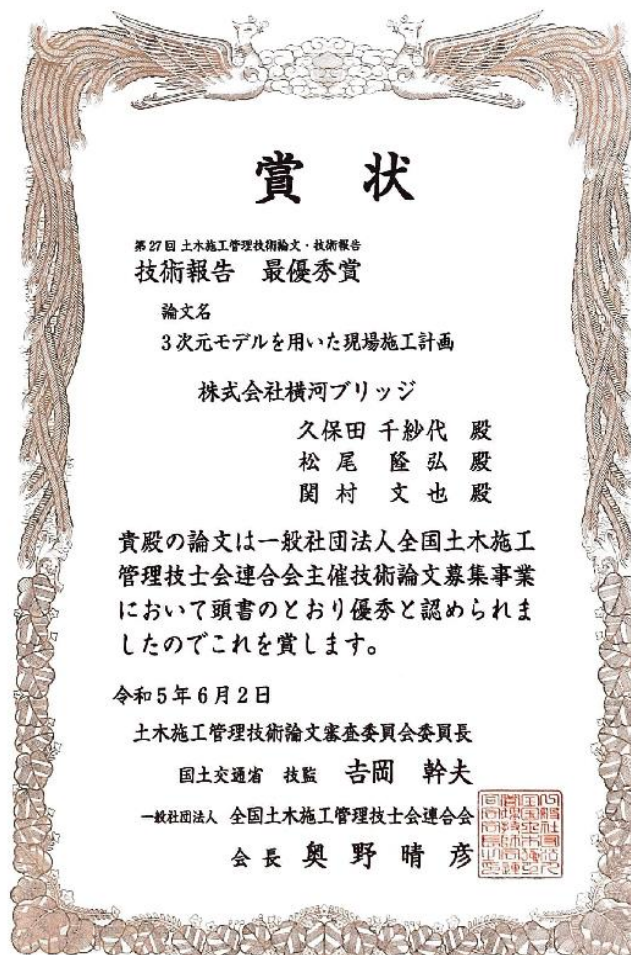 賞状
第27回 土木施工管理技術論文・技術報告
技術報告 最優秀賞
論文名
3次元モデルを用いた現場施工計画
株式会社横河ブリッジ
久保田 千紗代 殿
松尾 隆弘 殿
関村 文也 殿
貴殿の論文は一般社団法人全国土木施工
管理技士会連合会主催技術論文募集事業
において頭書のとおり優秀と認められま
したのでこれを賞します。
令和5年6月2日
土木施工管理技術論文審査委員会委員長
国土交通省 技監 𠮷岡 幹夫
一般社団法人 全国土木施工管理技士会連合会
会長 奥野晴彦